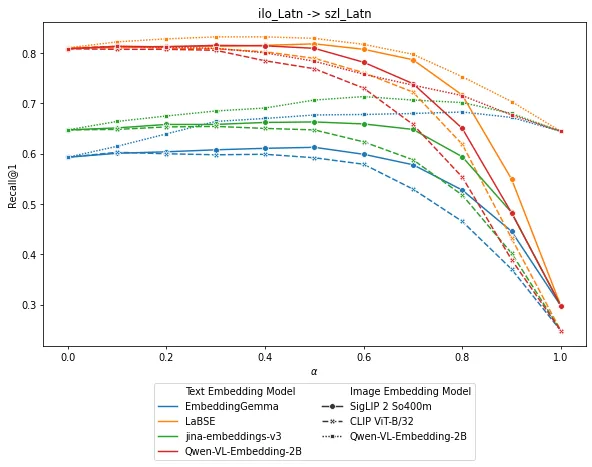 ilo_Latn -> szl_Latn
Recall@1
0.8
0.7
0.6
0.5
0.4
0.3
0.0
0.2
0.4
0.6
0.8
1.0
α
Text Embedding Model
EmbeddingGemma
LaBSE
jina-embeddings-v3
Qwen-VL-Embedding-2B
Image Embedding Model
SigLIP 2 So400m
CLIP ViT-B/32
Qwen-VL-Embedding-2B